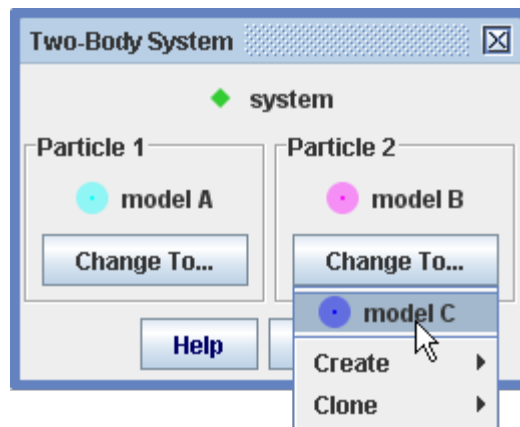 Two-Body System
system
Particle 1
Particle 2
model A
model B
Change To...
Change To...
model C
Help
Create
Clone